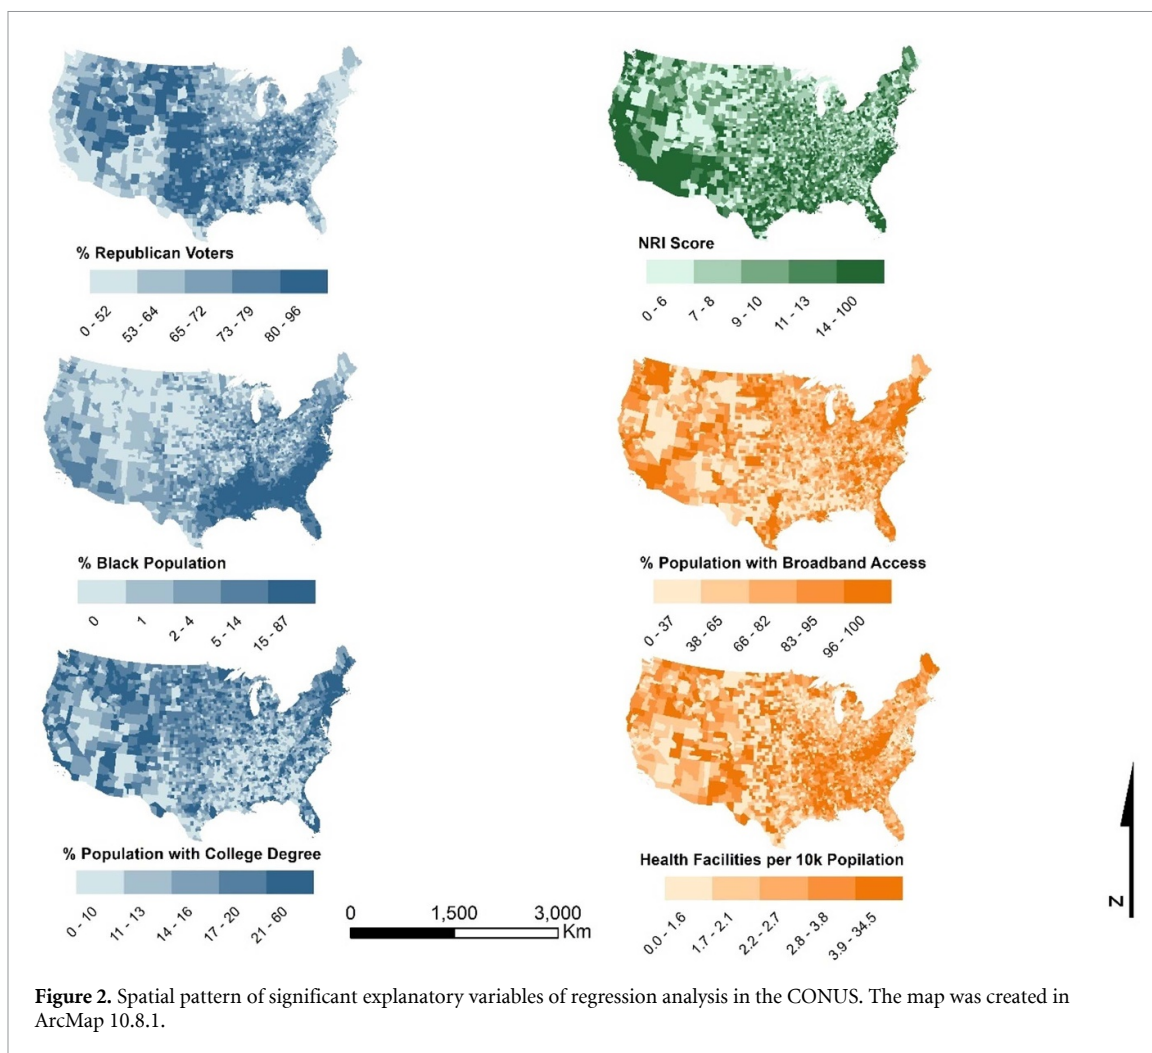 % Republican Voters
0 - 52
53 - 64
65 - 72
73 - 79
80 - 96
NRI Score
0 - 6
7 - 8
9 - 10
11 - 13
14 - 100
% Black Population
0
1
2 - 4
5 - 14
15 - 87
% Population with Broadband Access
0 - 37
38 - 65
66 - 82
83 - 95
96 - 100
% Population with College Degree
0 - 10
11 - 13
14 - 16
17 - 20
21 - 60
Health Facilities per 10k Popilation
0.0 - 1.6
1.7 - 2.1
2.2 - 2.7
2.8 - 3.8
3.9 - 34.5
0 1,500 3,000
Km
N
Figure 2. Spatial pattern of significant explanatory variables of regression analysis in the CONUS. The map was created in
ArcMap 10.8.1.